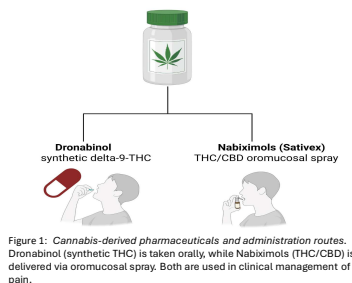 Dronabinol
synthetic delta-9-THC
Nabiximols (Sativex)
THC/CBD oromucosal spray
Figure 1: Cannabis-derived pharmaceuticals and administration routes.
Dronabinol (synthetic THC) is taken orally, while Nabiximols (THC/CBD) is
delivered via oromucosal spray. Both are used in clinical management of
pain.